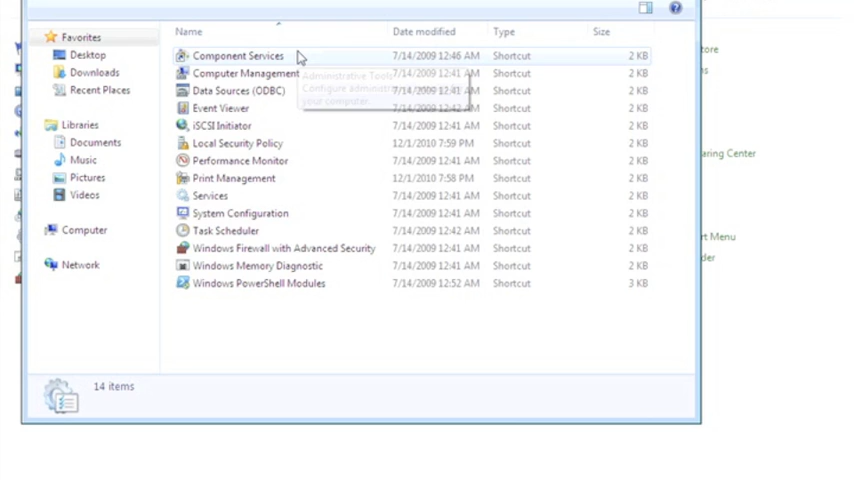 Name Date modified Type Size
Favorites
Desktop
Downloads
Recent Places
Libraries
Documents
Music
Pictures
Videos
Computer
Network
Component Services 7/14/2009 12:46 AM Shortcut 2 KB
Computer Management 7/14/2009 12:41 AM Shortcut 2 KB
Data Sources (ODBC) 7/14/2009 12:41 AM Shortcut 2 KB
Event Viewer 7/14/2009 12:42 AM Shortcut 2 KB
iSCSI Initiator 7/14/2009 12:41 AM Shortcut 2 KB
Local Security Policy 12/1/2010 7:59 PM Shortcut 2 KB
Performance Monitor 7/14/2009 12:41 AM Shortcut 2 KB
Print Management 12/1/2010 7:58 PM Shortcut 2 KB
Services 7/14/2009 12:41 AM Shortcut 2 KB
System Configuration 7/14/2009 12:41 AM Shortcut 2 KB
Task Scheduler 7/14/2009 12:42 AM Shortcut 2 KB
Windows Firewall with Advanced Security 7/14/2009 12:41 AM Shortcut 2 KB
Windows Memory Diagnostic 7/14/2009 12:41 AM Shortcut 2 KB
Windows PowerShell Modules 7/14/2009 12:52 AM Shortcut 3 KB
Administrative Tools
Configure administr
your computer.
14 items
tore
ns
aring Center
rt Menu
der